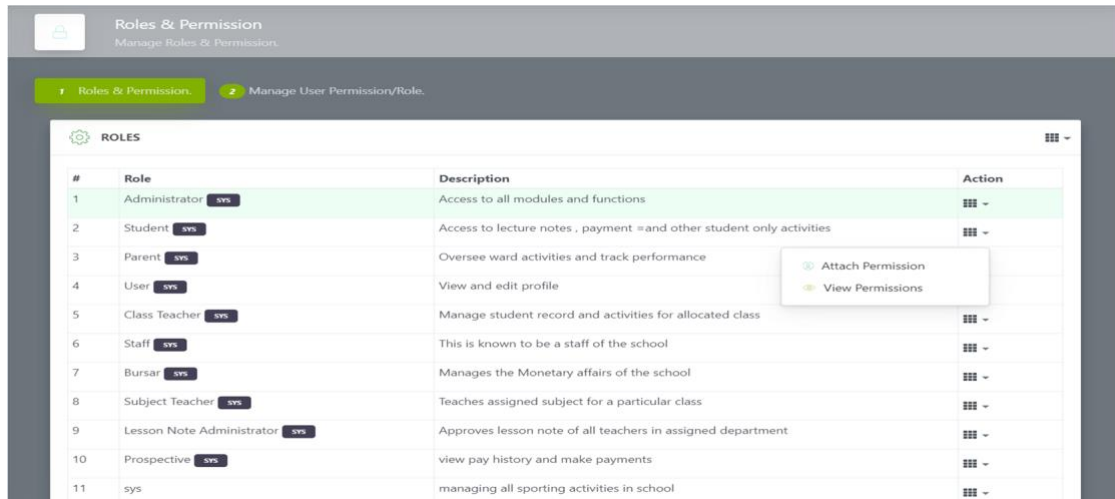 Roles & Permission
Manage Roles & Permission.
1 Roles & Permission. 2 Manage User Permission/Role.
ROLES
# Role Description Action
1 Administrator SYS Access to all modules and functions
2 Student SYS Access to lecture notes , payment =and other student only activities
3 Parent SYS Oversee ward activities and track performance
Attach Permission
4 User SYS View and edit profile
View Permissions
5 Class Teacher SYS Manage student record and activities for allocated class
6 Staff SYS This is known to be a staff of the school
7 Bursar SYS Manages the Monetary affairs of the school
8 Subject Teacher SYS Teaches assigned subject for a particular class
9 Lesson Note Administrator SYS Approves lesson note of all teachers in assigned department
10 Prospective SYS view pay history and make payments
11 sys managing all sporting activities in school